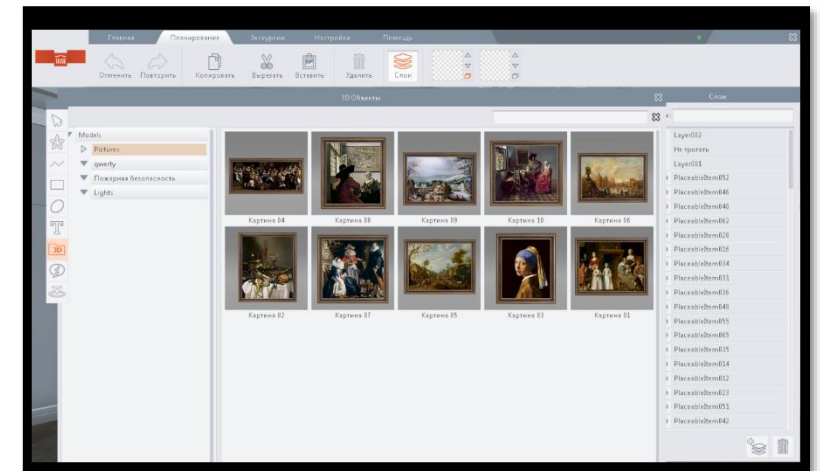 Главная Планирование Экскурсии Настройки Помощь
Отменить Повторить Копировать Вырезать Вставить Удалить Слои
3D Объекты
Слои
Models
Pictures
qwerty
Пожарная безопасность
Lights
3D
T
Картина 04 Картина 08 Картина 09 Картина 10 Картина 06
Картина 02 Картина 07 Картина 05 Картина 03 Картина 01
Layer002
Не трогать
Layer001
PlaceableItem052
PlaceableItem046
PlaceableItem040
PlaceableItem062
PlaceableItem028
PlaceableItem016
PlaceableItem034
PlaceableItem031
PlaceableItem036
PlaceableItem049
PlaceableItem055
PlaceableItem065
PlaceableItem035
PlaceableItem014
PlaceableItem012
PlaceableItem023
PlaceableItem051
PlaceableItem042